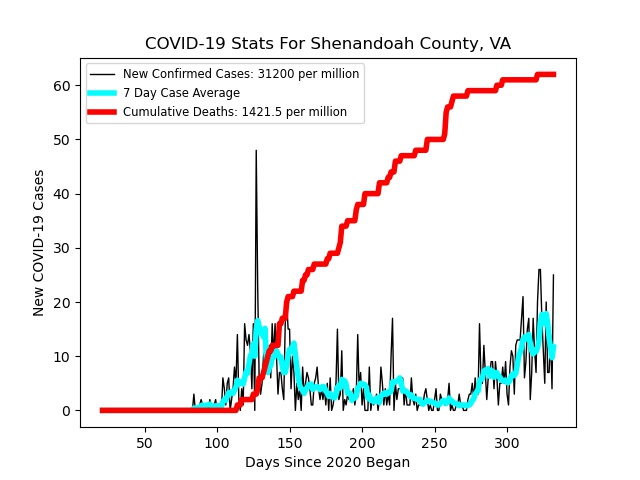 COVID-19 Stats For Shenandoah County, VA
New Confirmed Cases: 31200 per million
7 Day Case Average
Cumulative Deaths: 1421.5 per million
New COVID-19 Cases
60
50
40
30
20
10
0
50 100 150 200 250 300
Days Since 2020 Began